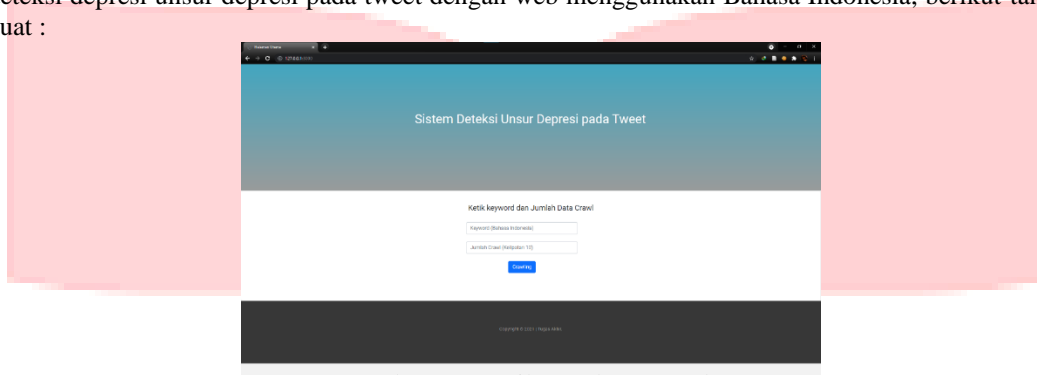 eteksi depresi unsur depresi pada tweet dengan web menggunakan Bahasa Indonesia, berikut tan
uat :
Sistem Deteksi Unsur Depresi pada Tweet
Ketik keyword dan Jumlah Data Crawl
Keyword (Bahasa Indonesia)
Jumlah Crawl (Kelipatan 10)
Crawling